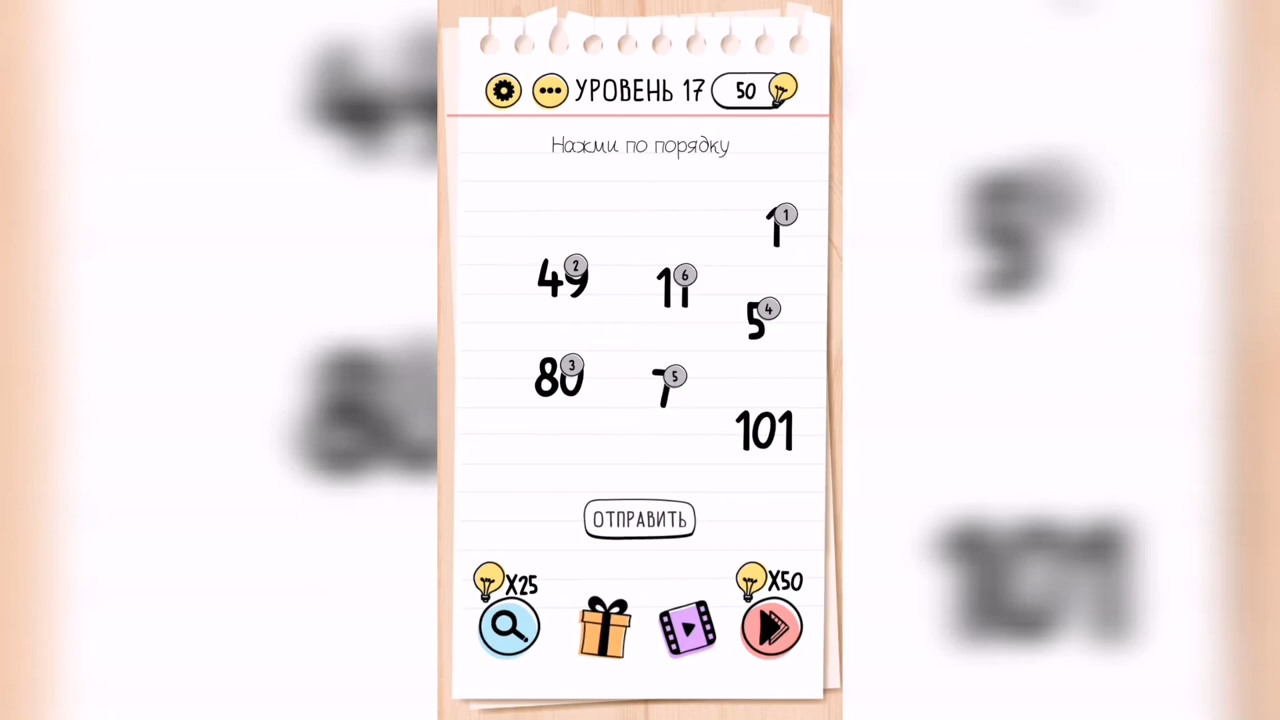 УРОВЕНЬ 17 50
Нажми по порядку
1 1
49 2 11 6
5 4
80 3 7 5
101
ОТПРАВИТЬ
X25 X50